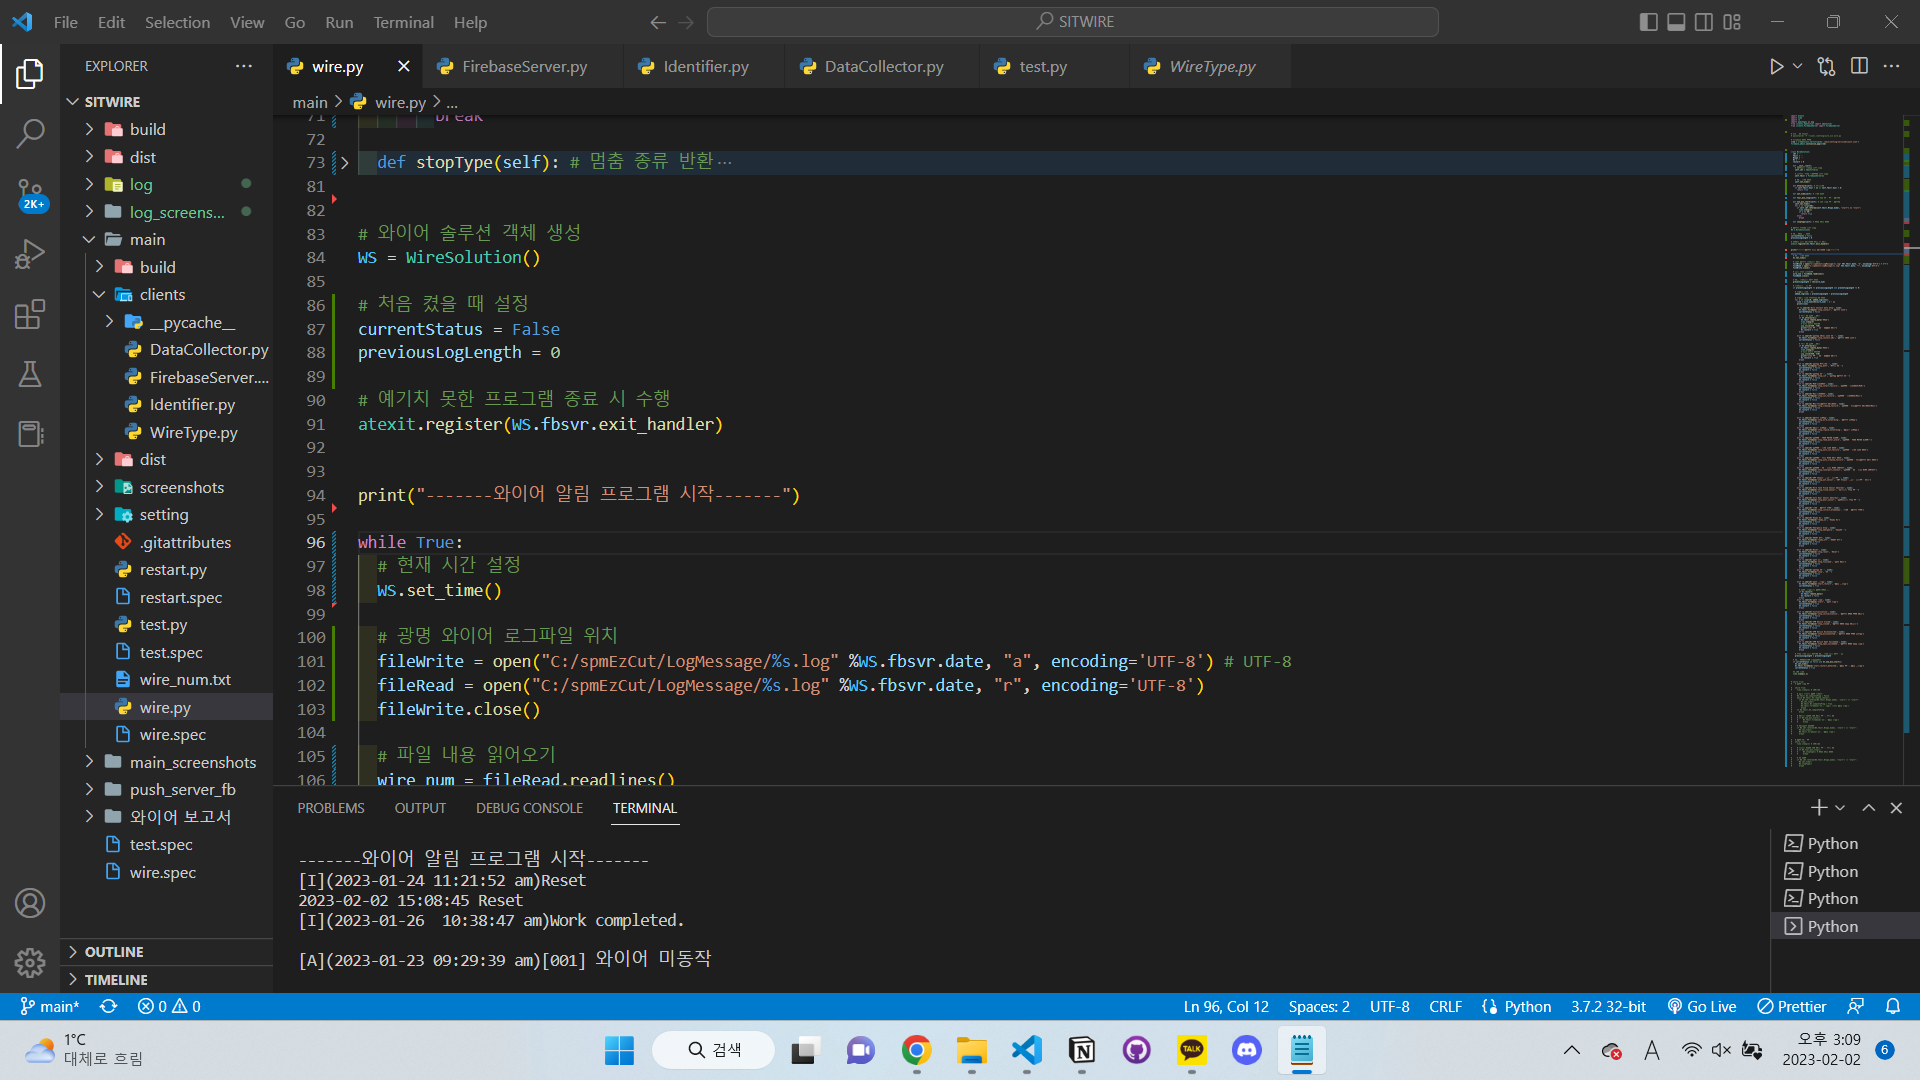 File Edit Selection View Go Run Terminal Help
SITWIRE
EXPLORER
SITWIRE
build
dist
log
log_screens...
main
build
clients
__pycache__
DataCollector.py
FirebaseServer....
Identifier.py
WireType.py
dist
screenshots
setting
.gitattributes
restart.py
restart.spec
test.py
test.spec
wire_num.txt
wire.py
wire.spec
main_screenshots
push_server_fb
와이어 보고서
test.spec
wire.spec
OUTLINE
TIMELINE
2K+
wire.py FirebaseServer.py Identifier.py DataCollector.py test.py WireType.py
main > wire.py > ...
71 break
72
73 def stopType(self): # 멈춤 종류 반환···
81
82
83 # 와이어 솔루션 객체 생성
84 WS = WireSolution()
85
86 # 처음 켰을 때 설정
87 currentStatus = False
88 previousLogLength = 0
89
90 # 예기치 못한 프로그램 종료 시 수행
91 atexit.register(WS.fbsvr.exit_handler)
92
93
94 print("-------와이어 알림 프로그램 시작-------")
95
96 while True:
97 # 현재 시간 설정
98 WS.set_time()
99
100 # 광명 와이어 로그파일 위치
101 fileWrite = open("C:/spmEzCut/LogMessage/%s.log" %WS.fbsvr.date, "a", encoding='UTF-8') # UTF-8
102 fileRead = open("C:/spmEzCut/LogMessage/%s.log" %WS.fbsvr.date, "r", encoding='UTF-8')
103 fileWrite.close()
104
105 # 파일 내용 읽어오기
106 wire_num = fileRead.readlines()
PROBLEMS OUTPUT DEBUG CONSOLE TERMINAL
-------와이어 알림 프로그램 시작-------
[I](2023-01-24 11:21:52 am)Reset
2023-02-02 15:08:45 Reset
[I](2023-01-26  10:38:47 am)Work completed.
[A](2023-01-23 09:29:39 am)[001] 와이어 미동작
Python
Python
Python
Python
main* 0 0 Ln 96, Col 12 Spaces: 2 UTF-8 CRLF Python 3.7.2 32-bit Go Live Prettier
1°C
대체로 흐림
검색
TALK
A
오후 3:09
2023-02-02
6